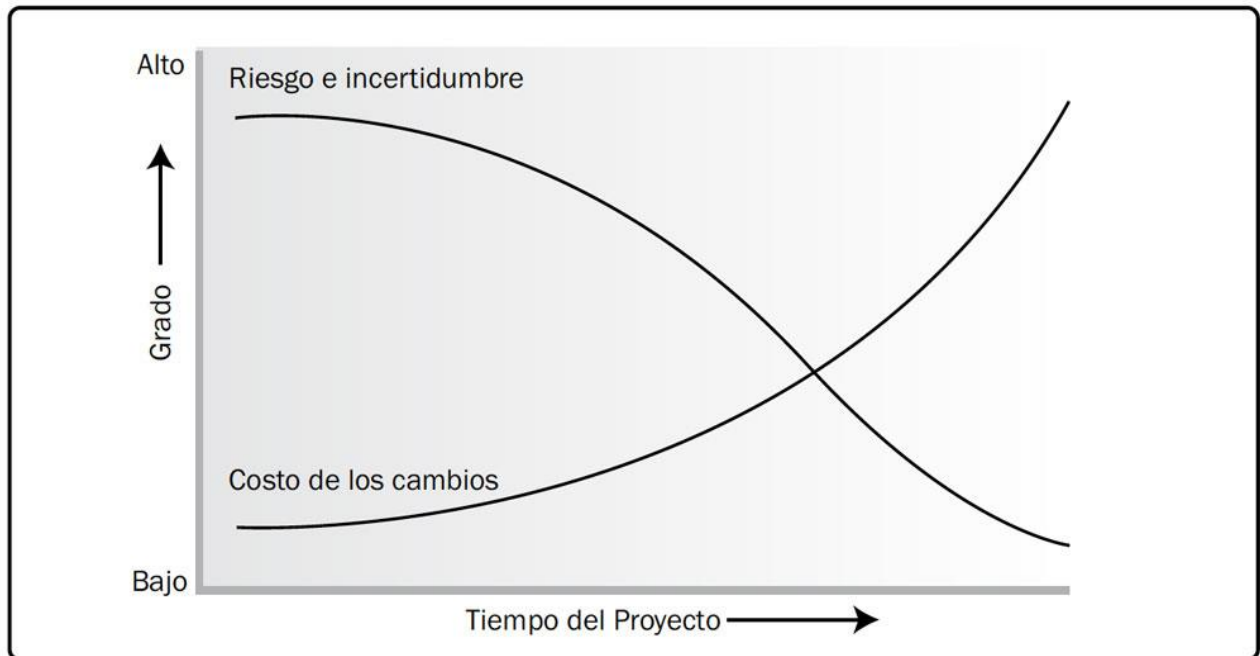 Alto
Riesgo e incertidumbre
Grado
Costo de los cambios
Bajo
Tiempo del Proyecto